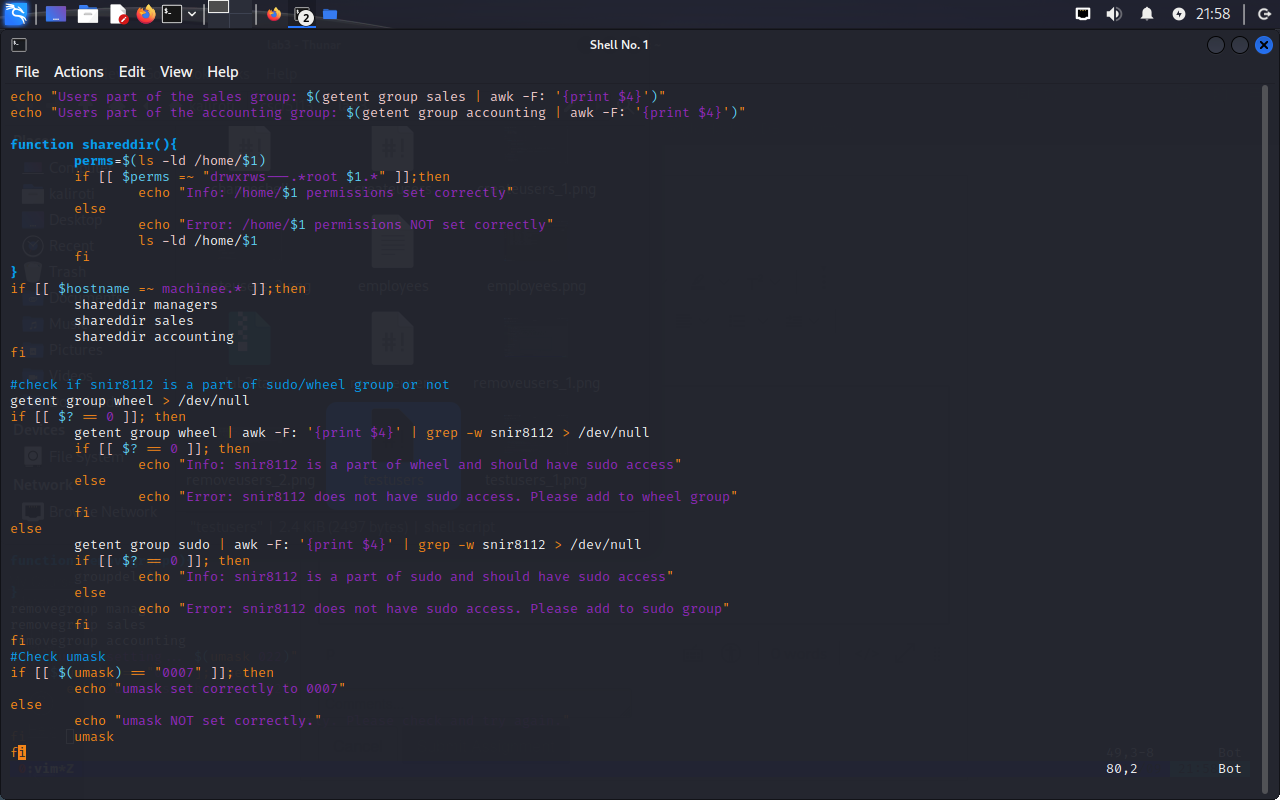 2
21:58
Shell No. 1
File Actions Edit View Help
echo "Users part of the sales group: $(getent group sales | awk -F: '{print $4}')"
echo "Users part of the accounting group: $(getent group accounting | awk -F: '{print $4}')"
function shareddir(){
perms=$(ls -ld /home/$1)
if [[ $perms =~ "drwxrws---.*root $1.*" ]];then
echo "Info: /home/$1 permissions set correctly"
else
echo "Error: /home/$1 permissions NOT set correctly"
ls -ld /home/$1
fi
}
if [[ $hostname =~ machinee.* ]];then
shareddir managers
shareddir sales
shareddir accounting
fi
#check if snir8112 is a part of sudo/wheel group or not
getent group wheel > /dev/null
if [[ $? == 0 ]]; then
getent group wheel | awk -F: '{print $4}' | grep -w snir8112 > /dev/null
if [[ $? == 0 ]]; then
echo "Info: snir8112 is a part of wheel and should have sudo access"
else
echo "Error: snir8112 does not have sudo access. Please add to wheel group"
fi
else
getent group sudo | awk -F: '{print $4}' | grep -w snir8112 > /dev/null
if [[ $? == 0 ]]; then
echo "Info: snir8112 is a part of sudo and should have sudo access"
else
echo "Error: snir8112 does not have sudo access. Please add to sudo group"
fi
fi
#Check umask
if [[ $(umask) == "0007" ]]; then
echo "umask set correctly to 0007"
else
echo "umask NOT set correctly."
umask
fi
80,2 Bot